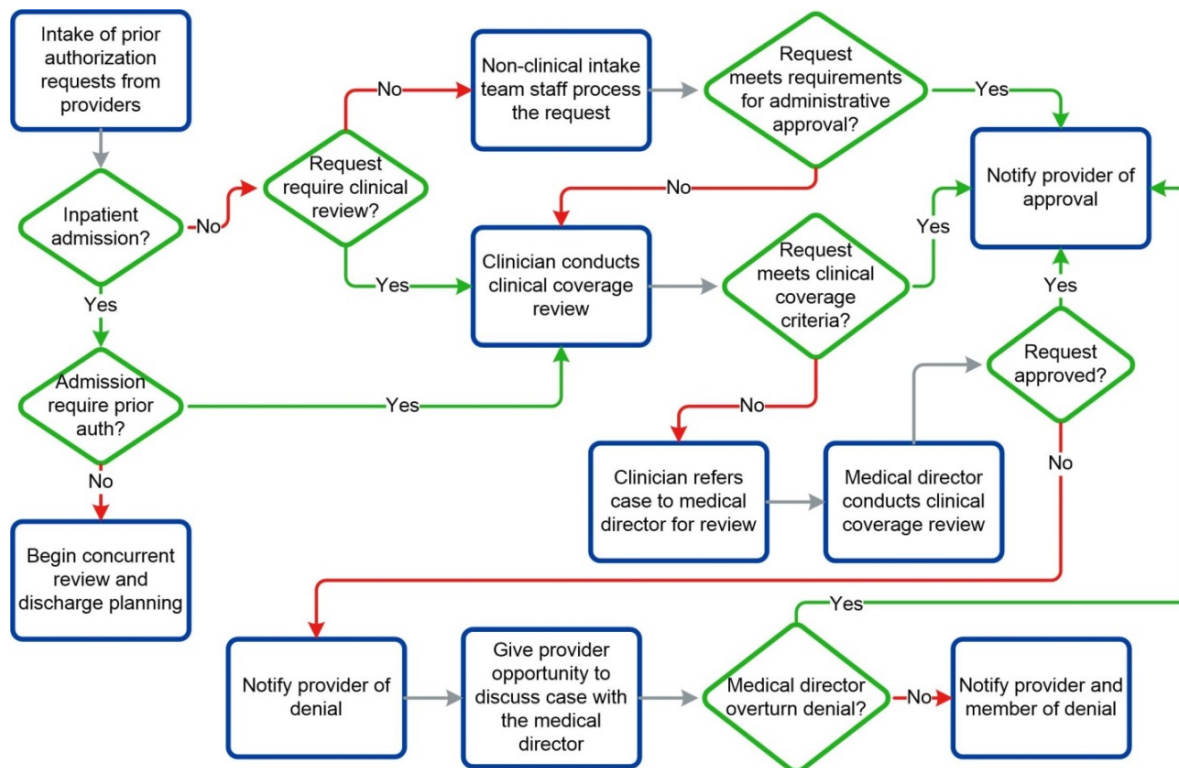 Intake of prior
authorization
requests from
providers
Inpatient
admission?
No
Yes
Admission
require prior
auth?
Yes
No
Begin concurrent
review and
discharge planning
Request
require clinical
review?
No
Yes
Non-clinical intake
team staff process
the request
Request
meets requirements
for administrative
approval?
Yes
No
Clinician conducts
clinical coverage
review
Request
meets clinical
coverage
criteria?
Yes
No
Notify provider of
approval
Clinician refers
case to medical
director for review
Medical director
conducts clinical
coverage review
Request
approved?
Yes
No
Notify provider of
denial
Give provider
opportunity to
discuss case with
the medical
director
Medical director
overturn denial?
Yes
No
Notify provider and
member of denial